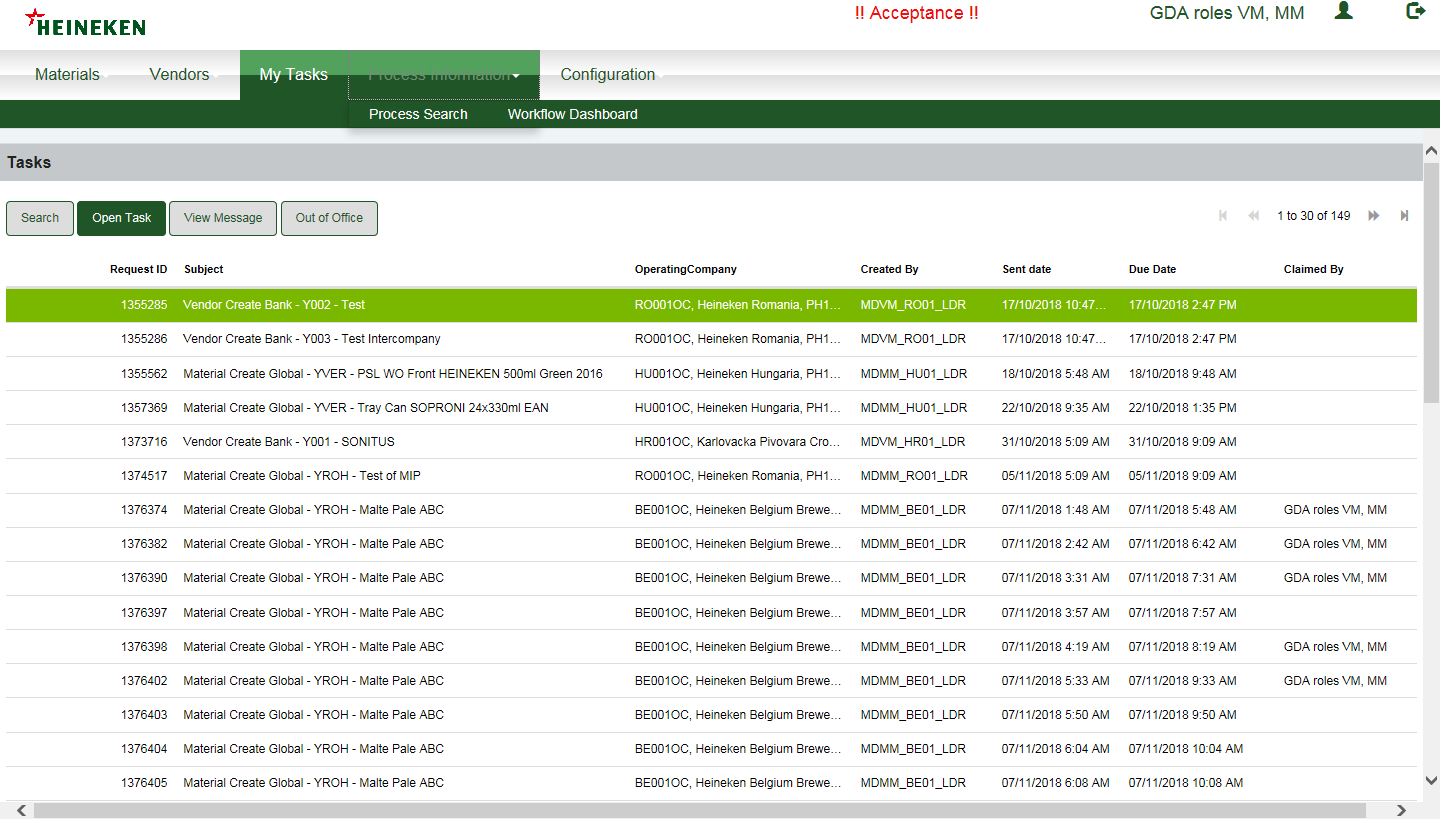 HEINEKEN
!! Acceptance !!
GDA roles VM, MM
Materials Vendors My Tasks Process Information Configuration
Process Search Workflow Dashboard
Tasks
Search Open Task View Message Out of Office 1 to 30 of 149
Request ID Subject OperatingCompany Created By Sent date Due Date Claimed By
1355285 Vendor Create Bank - Y002 - Test RO001OC, Heineken Romania, PH1... MDVM_RO01_LDR 17/10/2018 10:47... 17/10/2018 2:47 PM
1355286 Vendor Create Bank - Y003 - Test Intercompany RO001OC, Heineken Romania, PH1... MDVM_RO01_LDR 17/10/2018 10:47... 17/10/2018 2:47 PM
1355562 Material Create Global - YVER - PSL WO Front HEINEKEN 500ml Green 2016 HU001OC, Heineken Hungaria, PH1... MDMM_HU01_LDR 18/10/2018 5:48 AM 18/10/2018 9:48 AM
1357369 Material Create Global - YVER - Tray Can SOPRONI 24x330ml EAN HU001OC, Heineken Hungaria, PH1... MDMM_HU01_LDR 22/10/2018 9:35 AM 22/10/2018 1:35 PM
1373716 Vendor Create Bank - Y001 - SONITUS HR001OC, Karlovacka Pivovara Cro... MDVM_HR01_LDR 31/10/2018 5:09 AM 31/10/2018 9:09 AM
1374517 Material Create Global - YROH - Test of MIP RO001OC, Heineken Romania, PH1... MDMM_RO01_LDR 05/11/2018 5:09 AM 05/11/2018 9:09 AM
1376374 Material Create Global - YROH - Malte Pale ABC BE001OC, Heineken Belgium Brewe... MDMM_BE01_LDR 07/11/2018 1:48 AM 07/11/2018 5:48 AM GDA roles VM, MM
1376382 Material Create Global - YROH - Malte Pale ABC BE001OC, Heineken Belgium Brewe... MDMM_BE01_LDR 07/11/2018 2:42 AM 07/11/2018 6:42 AM GDA roles VM, MM
1376390 Material Create Global - YROH - Malte Pale ABC BE001OC, Heineken Belgium Brewe... MDMM_BE01_LDR 07/11/2018 3:31 AM 07/11/2018 7:31 AM GDA roles VM, MM
1376397 Material Create Global - YROH - Malte Pale ABC BE001OC, Heineken Belgium Brewe... MDMM_BE01_LDR 07/11/2018 3:57 AM 07/11/2018 7:57 AM
1376398 Material Create Global - YROH - Malte Pale ABC BE001OC, Heineken Belgium Brewe... MDMM_BE01_LDR 07/11/2018 4:19 AM 07/11/2018 8:19 AM GDA roles VM, MM
1376402 Material Create Global - YROH - Malte Pale ABC BE001OC, Heineken Belgium Brewe... MDMM_BE01_LDR 07/11/2018 5:33 AM 07/11/2018 9:33 AM GDA roles VM, MM
1376403 Material Create Global - YROH - Malte Pale ABC BE001OC, Heineken Belgium Brewe... MDMM_BE01_LDR 07/11/2018 5:50 AM 07/11/2018 9:50 AM
1376404 Material Create Global - YROH - Malte Pale ABC BE001OC, Heineken Belgium Brewe... MDMM_BE01_LDR 07/11/2018 6:04 AM 07/11/2018 10:04 AM
1376405 Material Create Global - YROH - Malte Pale ABC BE001OC, Heineken Belgium Brewe... MDMM_BE01_LDR 07/11/2018 6:08 AM 07/11/2018 10:08 AM